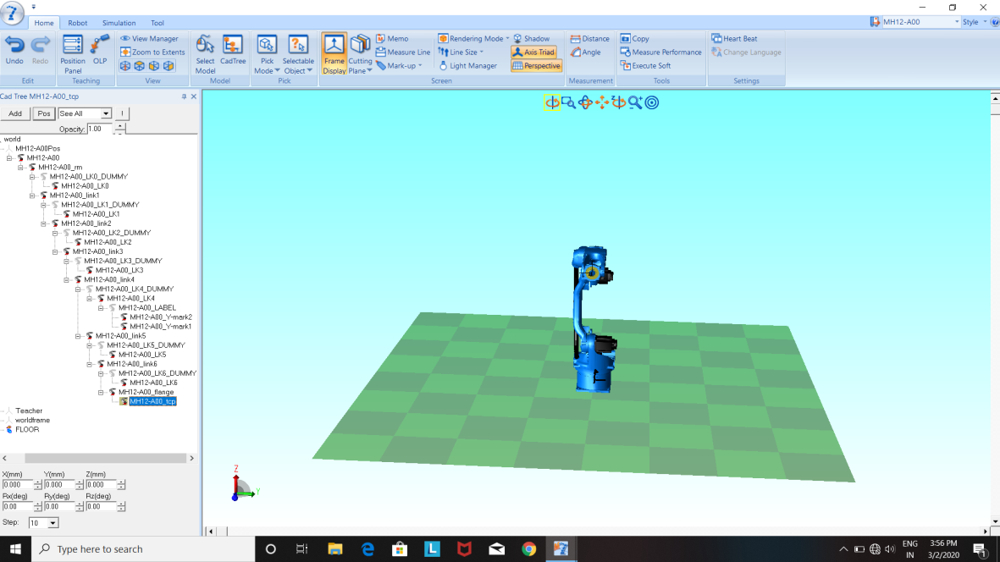 Home Robot Simulation Tool MH12-A00 Style
View Manager Memo Rendering Mode Shadow Distance Copy Heart Beat
Zoom to Extents Measure Line Line Size Axis Triad Angle Measure Performance Change Language
Mark-up Light Manager Perspective Execute Soft
Undo Redo Position Panel OLP Select Model CadTree Pick Mode Selectable Object Frame Display Cutting Plane
Edit Teaching View Model Pick Screen Measurement Tools Settings
Cad Tree MH12-A00_tcp
Add Pos See All !
Opacity: 1.00
world
MH12-A00Pos
MH12-A00
MH12-A00_rm
MH12-A00_LK0_DUMMY
MH12-A00_LK0
MH12-A00_link1
MH12-A00_LK1_DUMMY
MH12-A00_LK1
MH12-A00_link2
MH12-A00_LK2_DUMMY
MH12-A00_LK2
MH12-A00_link3
MH12-A00_LK3_DUMMY
MH12-A00_LK3
MH12-A00_link4
MH12-A00_LK4_DUMMY
MH12-A00_LK4
MH12-A00_LABEL
MH12-A00_Y-mark2
MH12-A00_Y-mark1
MH12-A00_link5
MH12-A00_LK5_DUMMY
MH12-A00_LK5
MH12-A00_link6
MH12-A00_LK6_DUMMY
MH12-A00_LK6
MH12-A00_flange
MH12-A00_tcp
Teacher
worldframe
FLOOR
X(mm) Y(mm) Z(mm)
0.000 0.000 0.000
Rx(deg) Ry(deg) Rz(deg)
0.00 0.00 0.00
Step: 10
Z
Y
Type here to search
ENG
IN
3:56 PM
3/2/2020
1